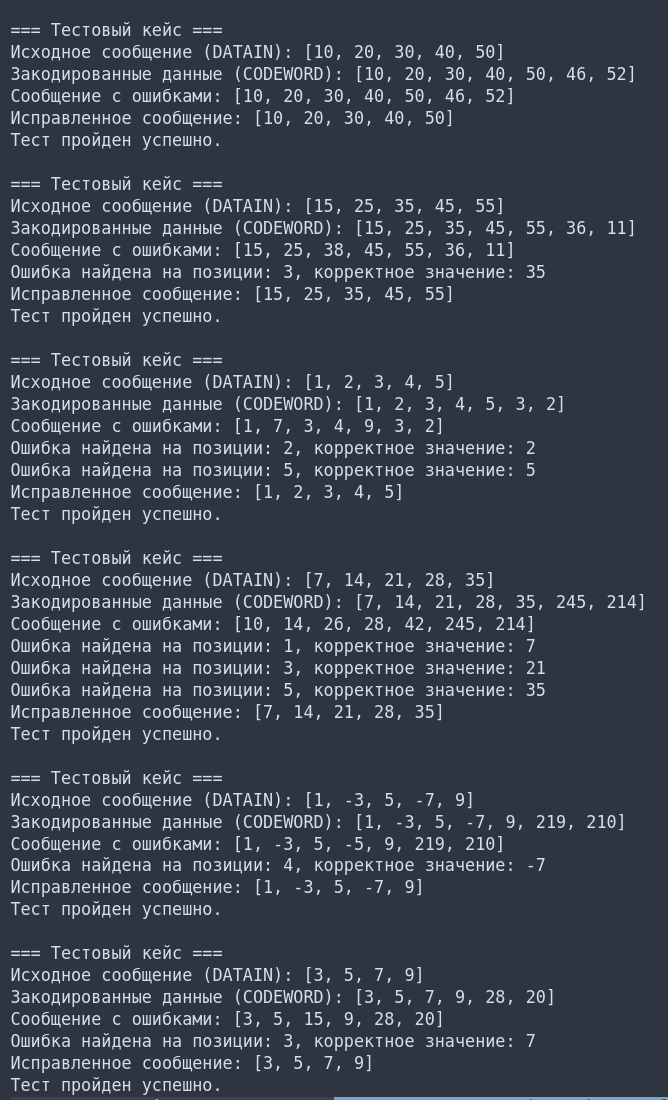 === Тестовый кейс ===
Исходное сообщение (DATAIN): [10, 20, 30, 40, 50]
Закодированные данные (CODEWORD): [10, 20, 30, 40, 50, 46, 52]
Сообщение с ошибками: [10, 20, 30, 40, 50, 46, 52]
Исправленное сообщение: [10, 20, 30, 40, 50]
Тест пройден успешно.
=== Тестовый кейс ===
Исходное сообщение (DATAIN): [15, 25, 35, 45, 55]
Закодированные данные (CODEWORD): [15, 25, 35, 45, 55, 36, 11]
Сообщение с ошибками: [15, 25, 38, 45, 55, 36, 11]
Ошибка найдена на позиции: 3, корректное значение: 35
Исправленное сообщение: [15, 25, 35, 45, 55]
Тест пройден успешно.
=== Тестовый кейс ===
Исходное сообщение (DATAIN): [1, 2, 3, 4, 5]
Закодированные данные (CODEWORD): [1, 2, 3, 4, 5, 3, 2]
Сообщение с ошибками: [1, 7, 3, 4, 9, 3, 2]
Ошибка найдена на позиции: 2, корректное значение: 2
Ошибка найдена на позиции: 5, корректное значение: 5
Исправленное сообщение: [1, 2, 3, 4, 5]
Тест пройден успешно.
=== Тестовый кейс ===
Исходное сообщение (DATAIN): [7, 14, 21, 28, 35]
Закодированные данные (CODEWORD): [7, 14, 21, 28, 35, 245, 214]
Сообщение с ошибками: [10, 14, 26, 28, 42, 245, 214]
Ошибка найдена на позиции: 1, корректное значение: 7
Ошибка найдена на позиции: 3, корректное значение: 21
Ошибка найдена на позиции: 5, корректное значение: 35
Исправленное сообщение: [7, 14, 21, 28, 35]
Тест пройден успешно.
=== Тестовый кейс ===
Исходное сообщение (DATAIN): [1, -3, 5, -7, 9]
Закодированные данные (CODEWORD): [1, -3, 5, -7, 9, 219, 210]
Сообщение с ошибками: [1, -3, 5, -5, 9, 219, 210]
Ошибка найдена на позиции: 4, корректное значение: -7
Исправленное сообщение: [1, -3, 5, -7, 9]
Тест пройден успешно.
=== Тестовый кейс ===
Исходное сообщение (DATAIN): [3, 5, 7, 9]
Закодированные данные (CODEWORD): [3, 5, 7, 9, 28, 20]
Сообщение с ошибками: [3, 5, 15, 9, 28, 20]
Ошибка найдена на позиции: 3, корректное значение: 7
Исправленное сообщение: [3, 5, 7, 9]
Тест пройден успешно.